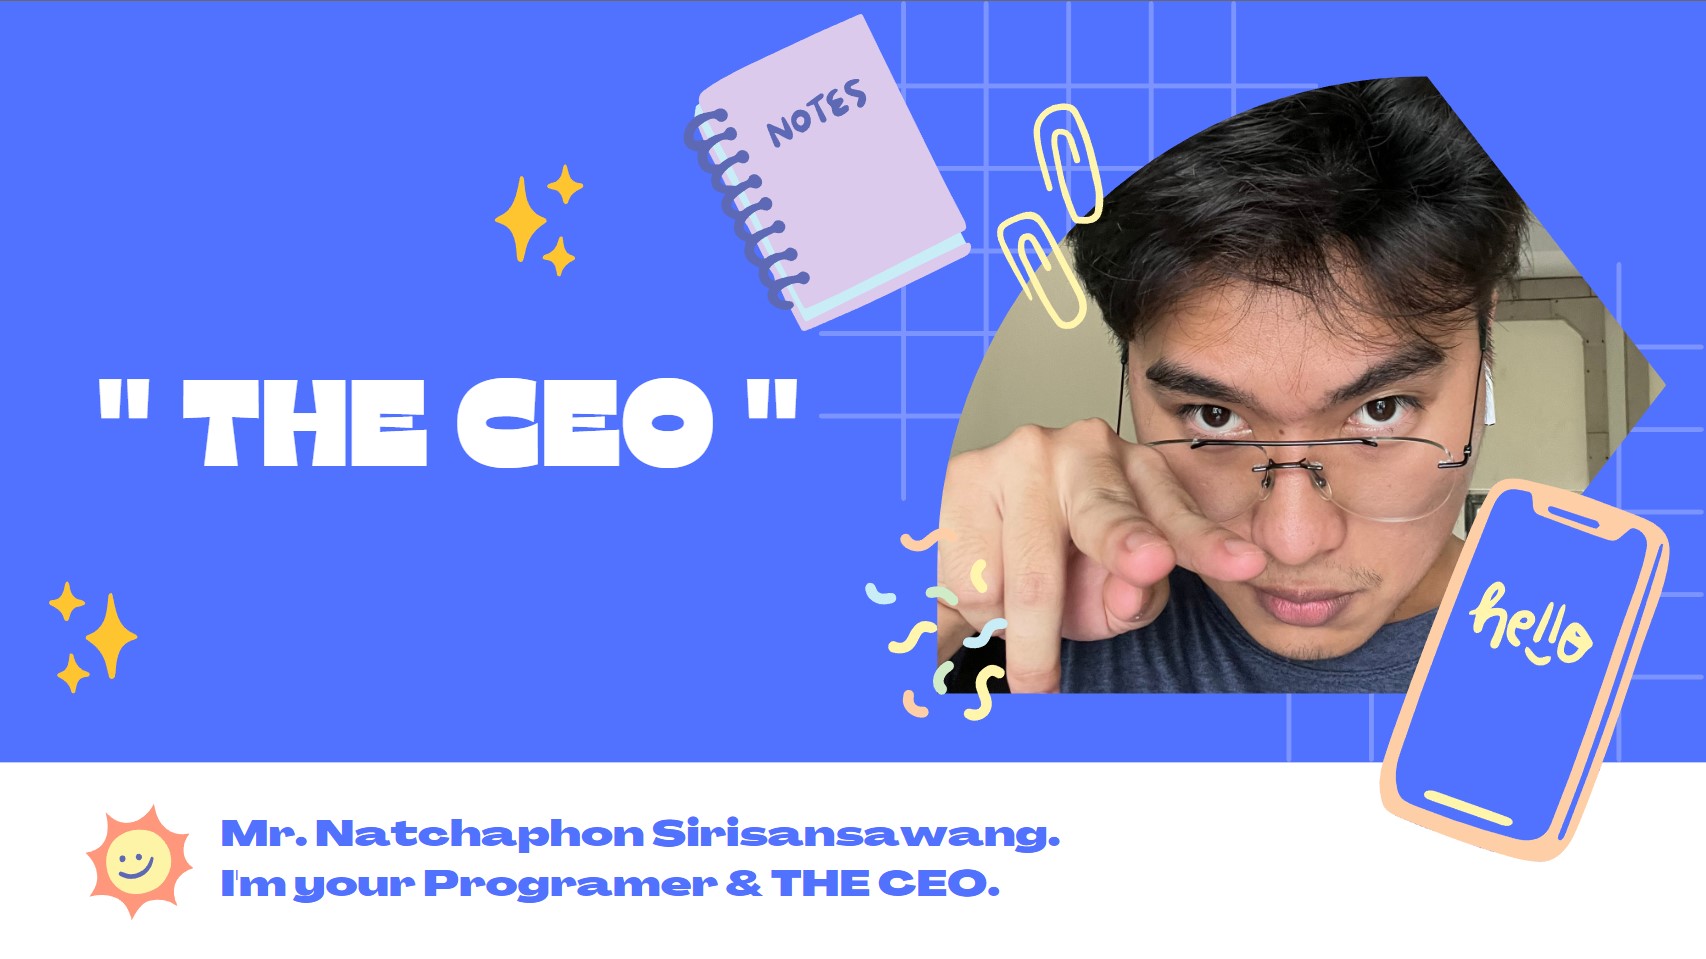 NOTES
" THE CEO "
hello
Mr. Natchaphon Sirisansawang.
I'm your Programer & THE CEO.